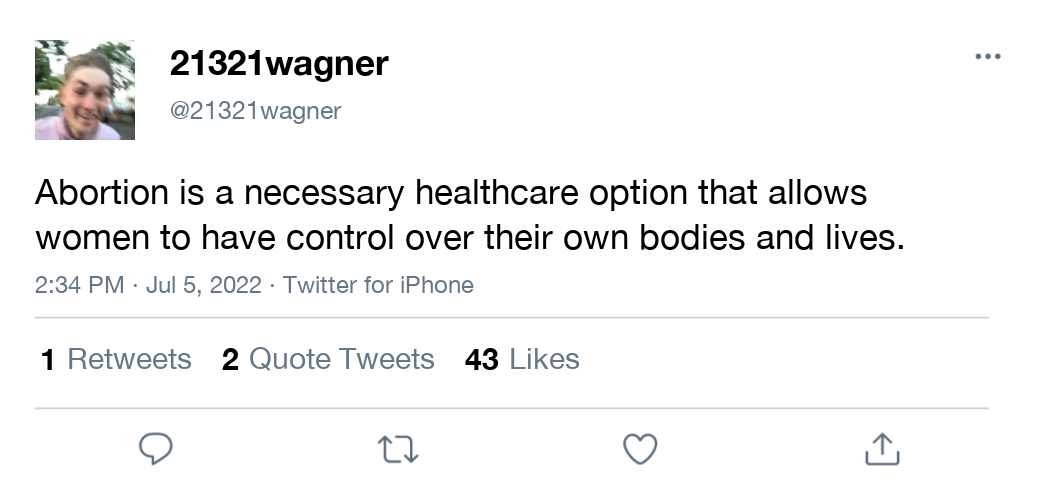 21321wagner
@21321wagner
Abortion is a necessary healthcare option that allows
women to have control over their own bodies and lives.
2:34 PM · Jul 5, 2022 · Twitter for iPhone
1 Retweets 2 Quote Tweets 43 Likes